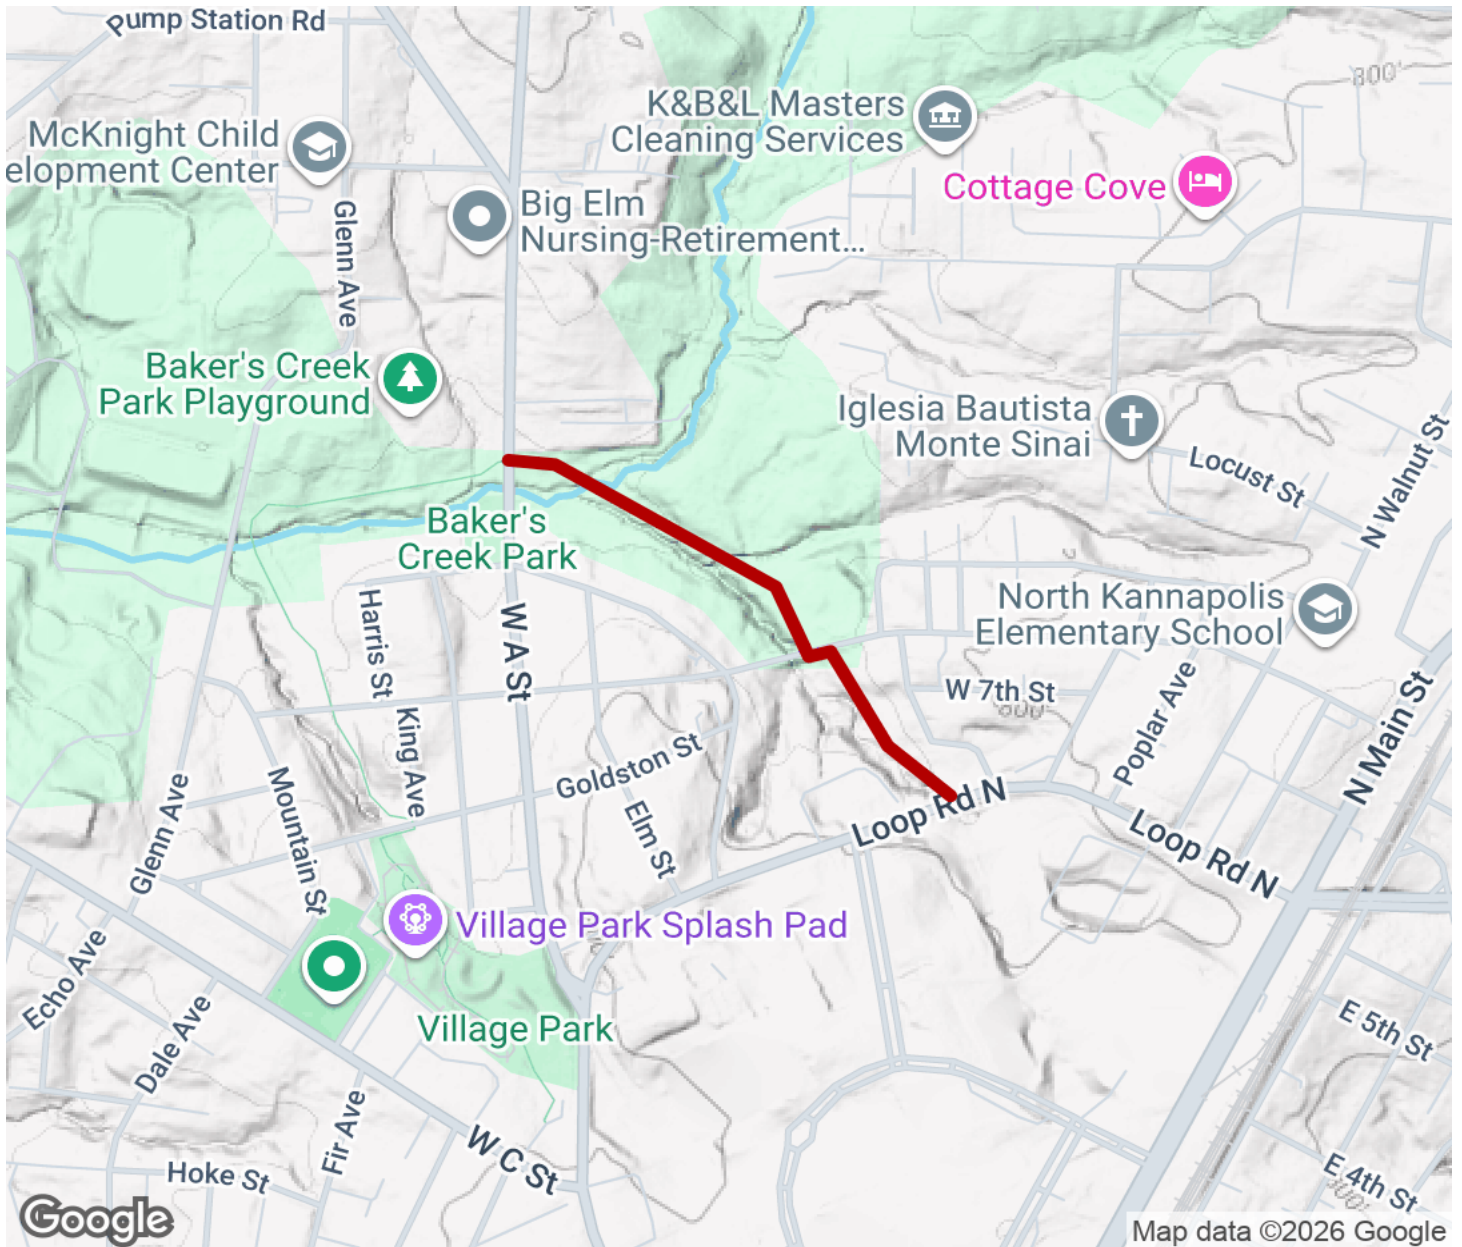 Pump Station Rd
800'
K&B&L Masters
Cleaning Services
McKnight Child
elopment Center
Cottage Cove
Big Elm
Nursing-Retirement...
Glenn Ave
Baker's Creek
Park Playground
Iglesia Bautista
Monte Sinai
Locust St
N Walnut St
Baker's
Creek Park
North Kannapolis
Elementary School
Harris St
W A St
W 7th St
800'
King Ave
Poplar Ave
N Main St
Goldston St
Mountain St
Glenn Ave
Elm St
Loop Rd N
Loop Rd N
Village Park Splash Pad
Echo Ave
Dale Ave
Village Park
E 5th St
Fir Ave
W C St
Hoke St
E 4th St
800'
Google
Map data ©2026 Google